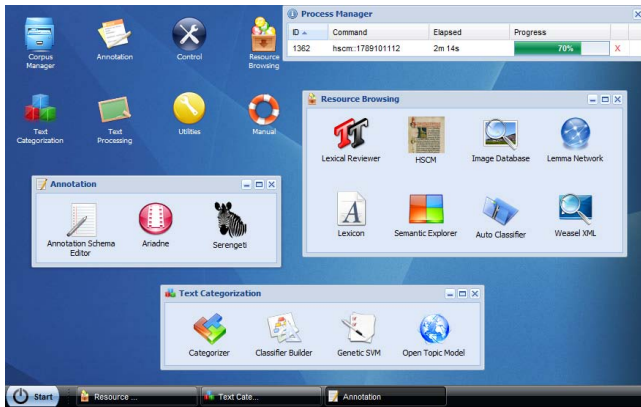 Process Manager
ID Command Elapsed Progress
1362 hscm::1789101112 2m 14s 70% X
Corpus Manager
Annotation
Control
Resource Browsing
Text Categorization
Text Processing
Utilities
Manual
Resource Browsing
Lexical Reviewer
HSCM
Image Database
Lemma Network
A
Lexicon
Semantic Explorer
Auto Classifier
Weasel XML
Annotation
Annotation Schema
Editor
Ariadne
Serengeti
Text Categorization
Categorizer
Classifier Builder
Genetic SVM
Open Topic Model
Start
Resource ...
Text Cate...
Annotation